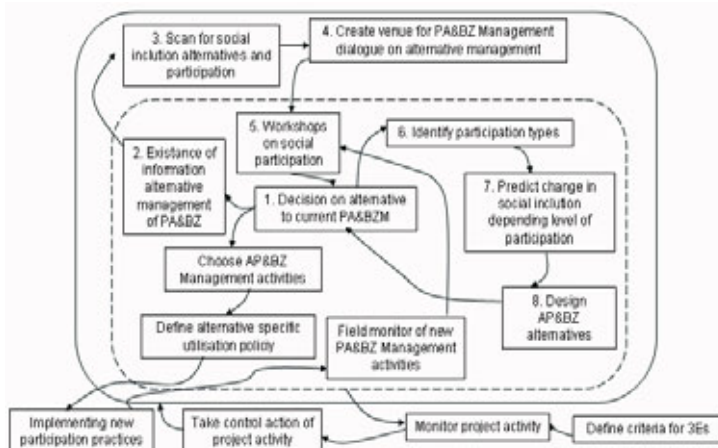 3. Scan for social
inclution alternatives and
participation
4. Create venue for PA&BZ Management
dialogue on alternative management
5. Workshops
on social
participation
6. Identify participation types
2. Existance of
information
alternative
management
of PA&BZ
1. Decision on alternative
to current PA&BZM
7. Predict change in
social inclution
depending level of
participation
Choose AP&BZ
Management activities
8. Design
AP&BZ
alternatives
Define alternative specific
utilisation policy
Field monitor of new
PA&BZ Management
activities
Implementing new
participation practices
Take control action of
project activity
Monitor project activity
Define criteria for 3Es